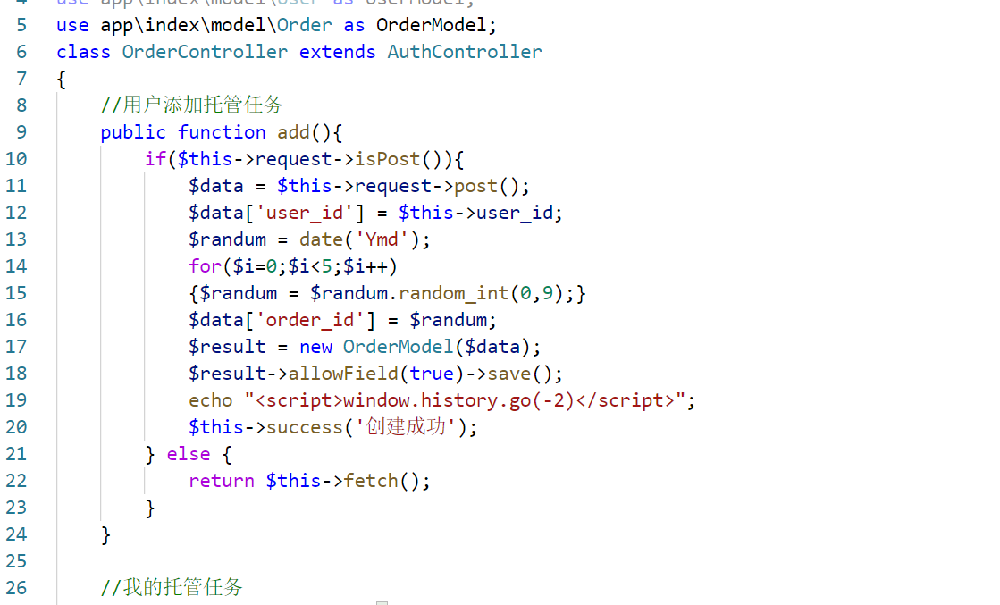 4 use app\index\model\User as UserModel;
5 use app\index\model\Order as OrderModel;
6 class OrderController extends AuthController
7 {
8 //用户添加托管任务
9 public function add(){
10 if($this->request->isPost()){
11 $data = $this->request->post();
12 $data['user_id'] = $this->user_id;
13 $randum = date('Ymd');
14 for($i=0;$i<5;$i++)
15 {$randum = $randum.random_int(0,9);}
16 $data['order_id'] = $randum;
17 $result = new OrderModel($data);
18 $result->allowField(true)->save();
19 echo "<script>window.history.go(-2)</script>";
20 $this->success('创建成功');
21 } else {
22 return $this->fetch();
23 }
24 }
25
26 //我的托管任务